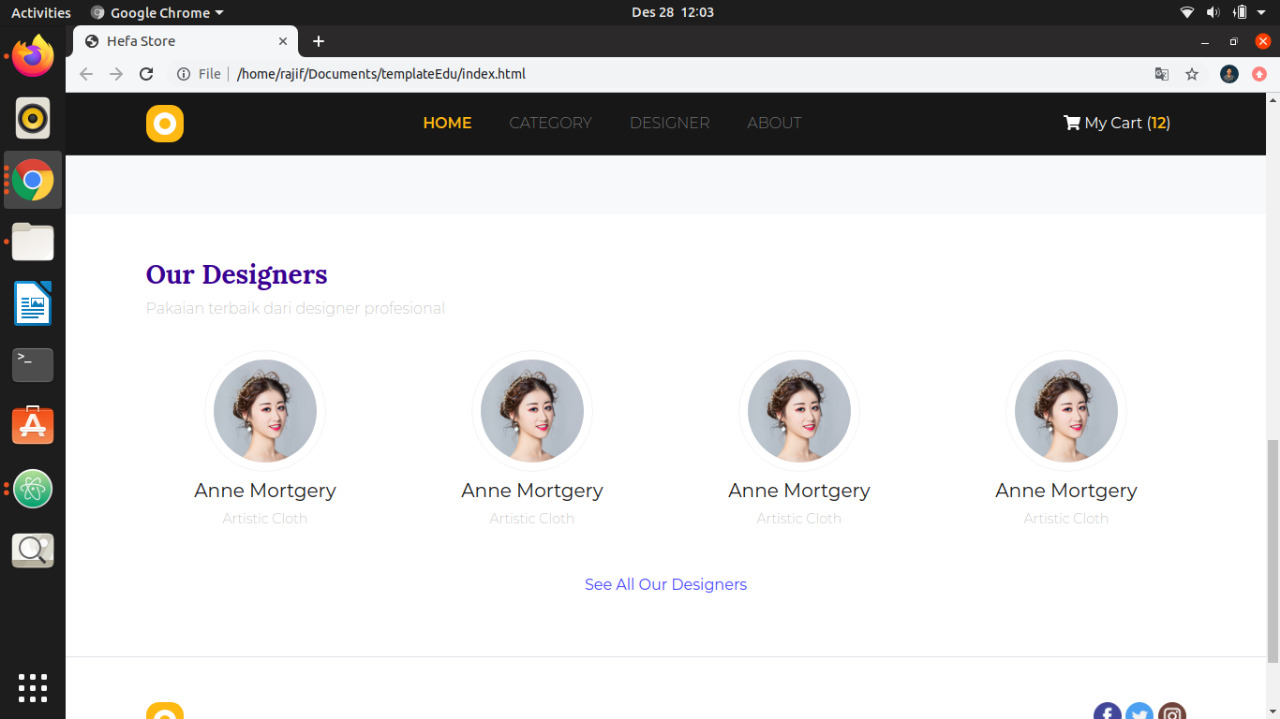 Activities Google Chrome Des 28 12:03
Hefa Store
File /home/rajif/Documents/templateEdu/index.html
HOME CATEGORY DESIGNER ABOUT My Cart (12)
Our Designers
Pakaian terbaik dari designer profesional
Anne Mortgery Anne Mortgery Anne Mortgery Anne Mortgery
Artistic Cloth Artistic Cloth Artistic Cloth Artistic Cloth
See All Our Designers